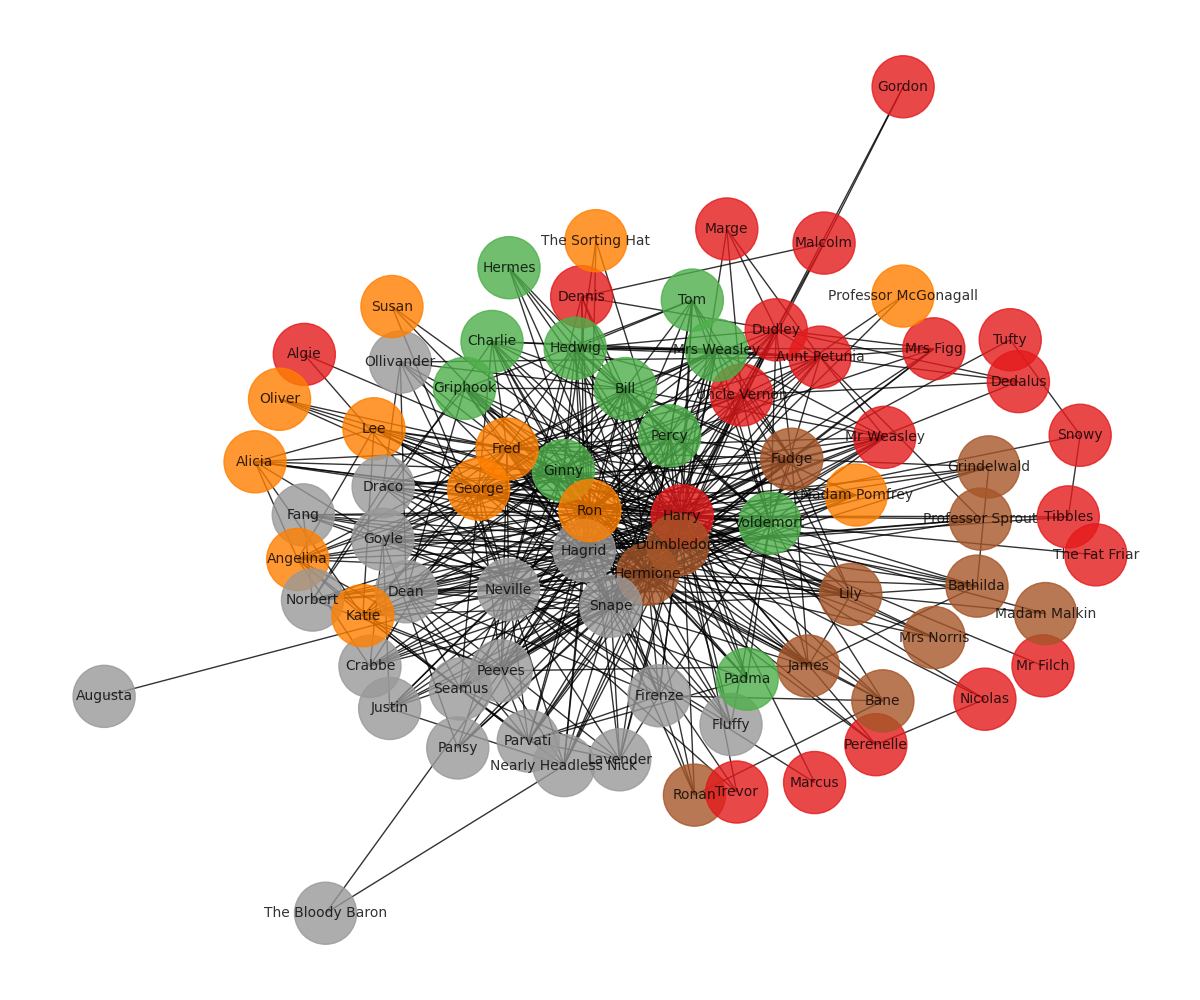 Gordon
Marge
The Sorting Hat
Malcolm
Hermes
Dennis
Professor McGonagall
Tom
Susan
Dudley
Charlie
Hedwig
Mrs Weasley
Aunt Petunia
Mrs Figg
Tufty
Algie
Ollivander
Dedalus
Griphook
Bill
Uncle Vernon
Oliver
Lee
Percy
Mr Weasley
Snowy
Fred
Fudge
Alicia
Ginny
Grindelwald
Draco
George
Madam Pomfrey
Fang
Ron
Harry
Voldemort
Professor Sprout
Tibbles
Goyle
Hagrid
Dumbledore
The Fat Friar
Angelina
Hermione
Norbert
Dean
Neville
Lily
Bathilda
Katie
Snape
Madam Malkin
Mrs Norris
Crabbe
Peeves
James
Mr Filch
Augusta
Seamus
Firenze
Padma
Justin
Bane
Nicolas
Fluffy
Pansy
Parvati
Lavender
Perenelle
Nearly Headless Nick
Marcus
Ronan
Trevor
The Bloody Baron